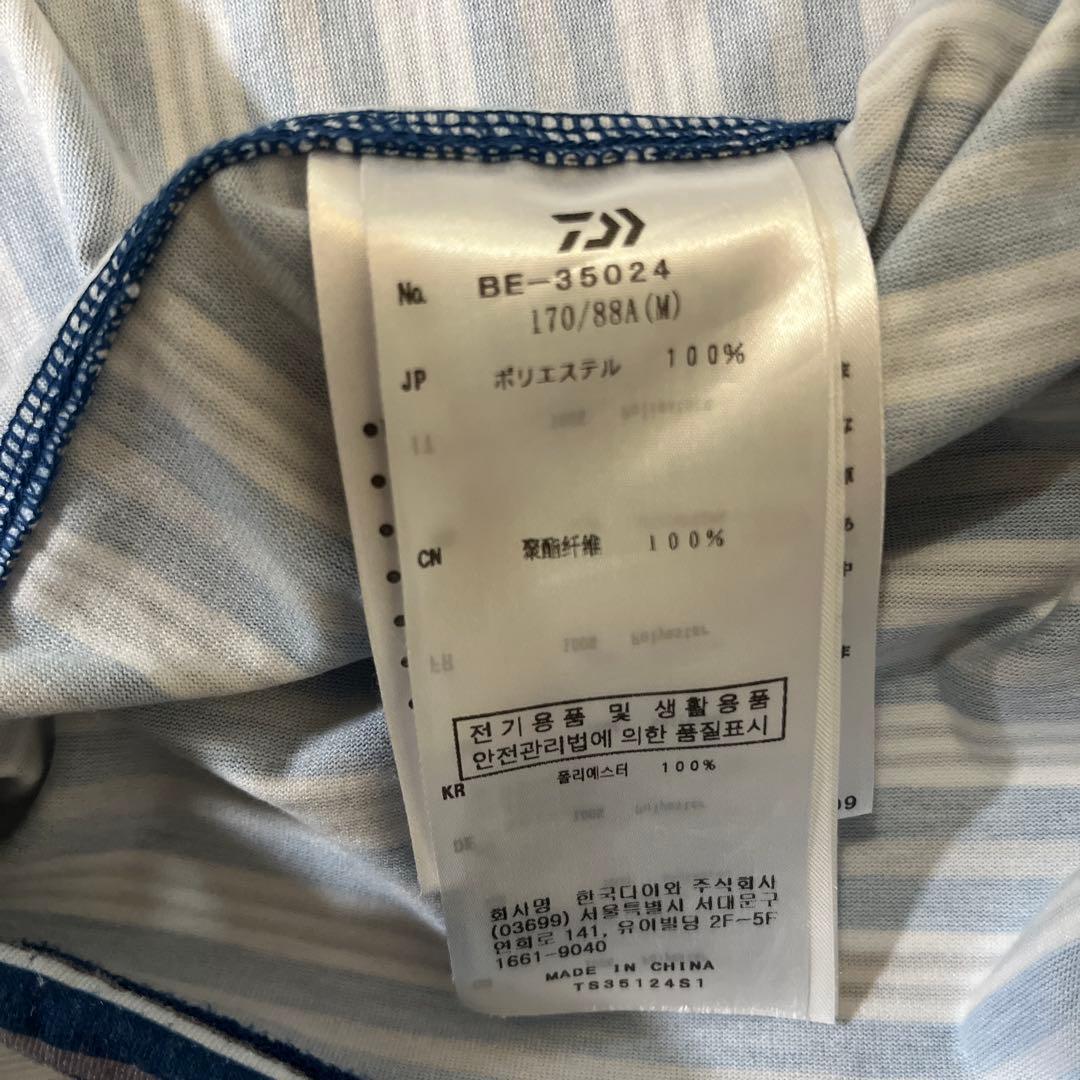 No. BE-35024
170/88A(M)
JP ポリエステル 100%
CN 聚酯纤维 100%
전기용품 및 생활용품
안전관리법에 의한 품질표시
KR 폴리에스터 100%
회사명 한국다이와 주식회사
(03699) 서울특별시 서대문구
연희로 141, 유이빌딩 2F-5F
1661-9040
MADE IN CHINA
TS35124S1